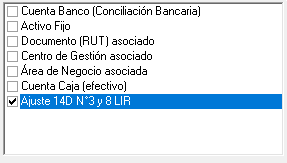 Cuenta Banco (Conciliación Bancaria)
Activo Fijo
Documento (RUT) asociado
Centro de Gestión asociado
Área de Negocio asociada
Cuenta Caja (efectivo)
Ajuste 14D N°3 y 8 LIR